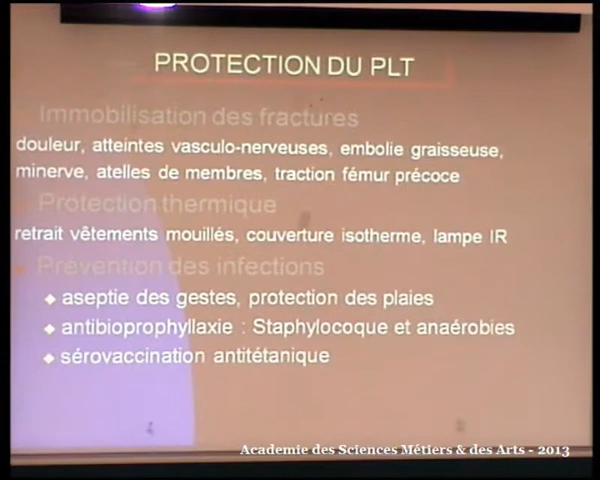 PROTECTION DU PLT
Immobilisation des fractures
douleur, atteintes vasculo-nerveuses, embolie graisseuse,
minerve, atelles de membres, traction fémur précoce
Protection thermique
retrait vêtements mouillés, couverture isotherme, lampe IR
Prévention des infections
◆ aseptie des gestes, protection des plaies
◆ antibioprophyllaxie : Staphylocoque et anaérobies
◆ sérovaccination antitétanique
Academie des Sciences Métiers & des Arts - 2013